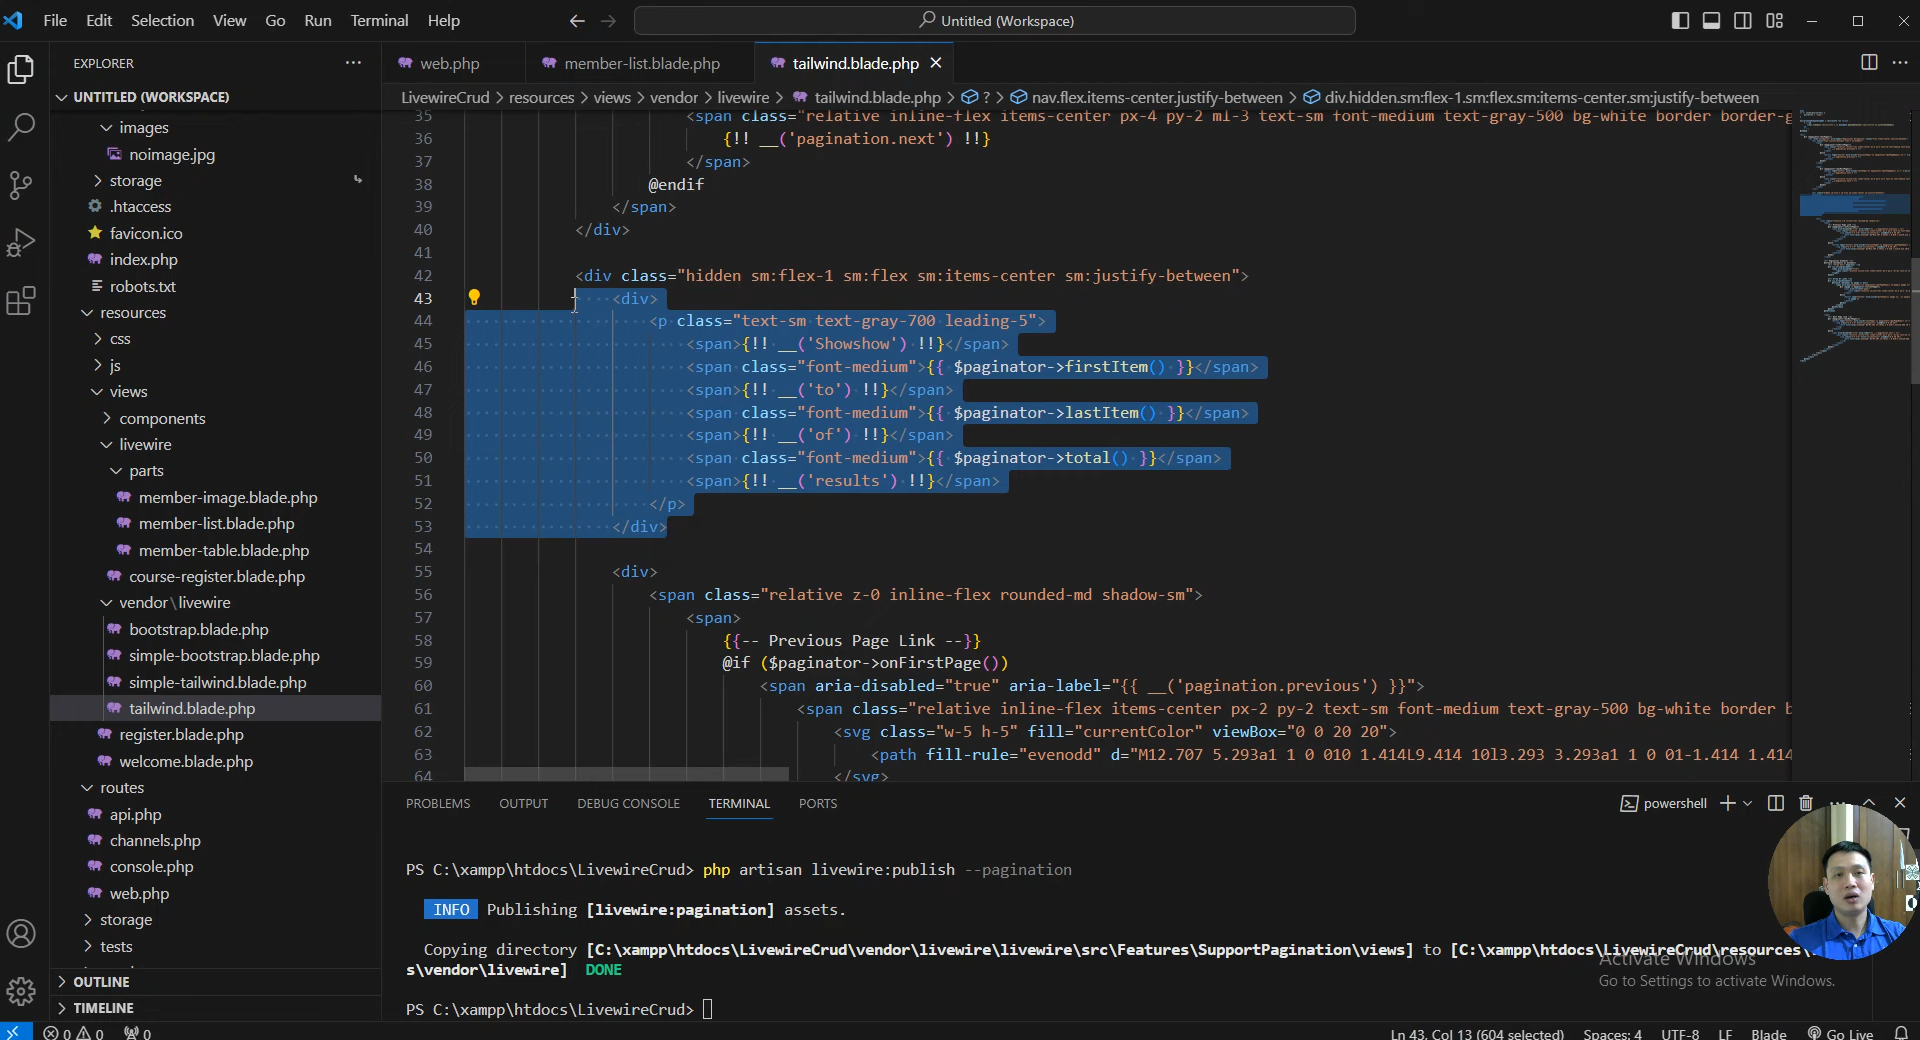 File Edit Selection View Go Run Terminal Help
Untitled (Workspace)
EXPLORER
UNTITLED (WORKSPACE)
images
noimage.jpg
storage
.htaccess
favicon.ico
index.php
robots.txt
resources
css
js
views
components
livewire
parts
member-image.blade.php
member-list.blade.php
member-table.blade.php
course-register.blade.php
vendor\livewire
bootstrap.blade.php
simple-bootstrap.blade.php
simple-tailwind.blade.php
tailwind.blade.php
register.blade.php
welcome.blade.php
routes
api.php
channels.php
console.php
web.php
storage
tests
OUTLINE
TIMELINE
web.php member-list.blade.php tailwind.blade.php
LivewireCrud > resources > views > vendor > livewire > tailwind.blade.php > ? > nav.flex.items-center.justify-between > div.hidden.sm:flex-1.sm:flex.sm:items-center.sm:justify-between
35 <span class="relative inline-flex items-center px-4 py-2 ml-3 text-sm font-medium text-gray-500 bg-white border border-g
36 {!! __('pagination.next') !!}
37 </span>
38 @endif
39 </span>
40 </div>
41
42 <div class="hidden sm:flex-1 sm:flex sm:items-center sm:justify-between">
43 <div>
44 <p class="text-sm text-gray-700 leading-5">
45 <span>{!! __('Showshow') !!}</span>
46 <span class="font-medium">{{ $paginator->firstItem() }}</span>
47 <span>{!! __('to') !!}</span>
48 <span class="font-medium">{{ $paginator->lastItem() }}</span>
49 <span>{!! __('of') !!}</span>
50 <span class="font-medium">{{ $paginator->total() }}</span>
51 <span>{!! __('results') !!}</span>
52 </p>
53 </div>
54
55 <div>
56 <span class="relative z-0 inline-flex rounded-md shadow-sm">
57 <span>
58 {{-- Previous Page Link --}}
59 @if ($paginator->onFirstPage())
60 <span aria-disabled="true" aria-label="{{ __('pagination.previous') }}">
61 <span class="relative inline-flex items-center px-2 py-2 text-sm font-medium text-gray-500 bg-white border b
62 <svg class="w-5 h-5" fill="currentColor" viewBox="0 0 20 20">
63 <path fill-rule="evenodd" d="M12.707 5.293a1 1 0 010 1.414L9.414 10l3.293 3.293a1 1 0 01-1.414 1.414
64 </svg>
PROBLEMS OUTPUT DEBUG CONSOLE TERMINAL PORTS
powershell
PS C:\xampp\htdocs\LivewireCrud> php artisan livewire:publish --pagination
INFO Publishing [livewire:pagination] assets.
Copying directory [C:\xampp\htdocs\LivewireCrud\vendor\livewire\livewire\src\Features\SupportPagination\views] to [C:\xampp\htdocs\LivewireCrud\resources\
s\vendor\livewire] DONE
PS C:\xampp\htdocs\LivewireCrud>
Activate Windows
Go to Settings to activate Windows.
0 0 0
Ln 43, Col 13 (604 selected) Spaces: 4 UTF-8 LF Blade Go Live